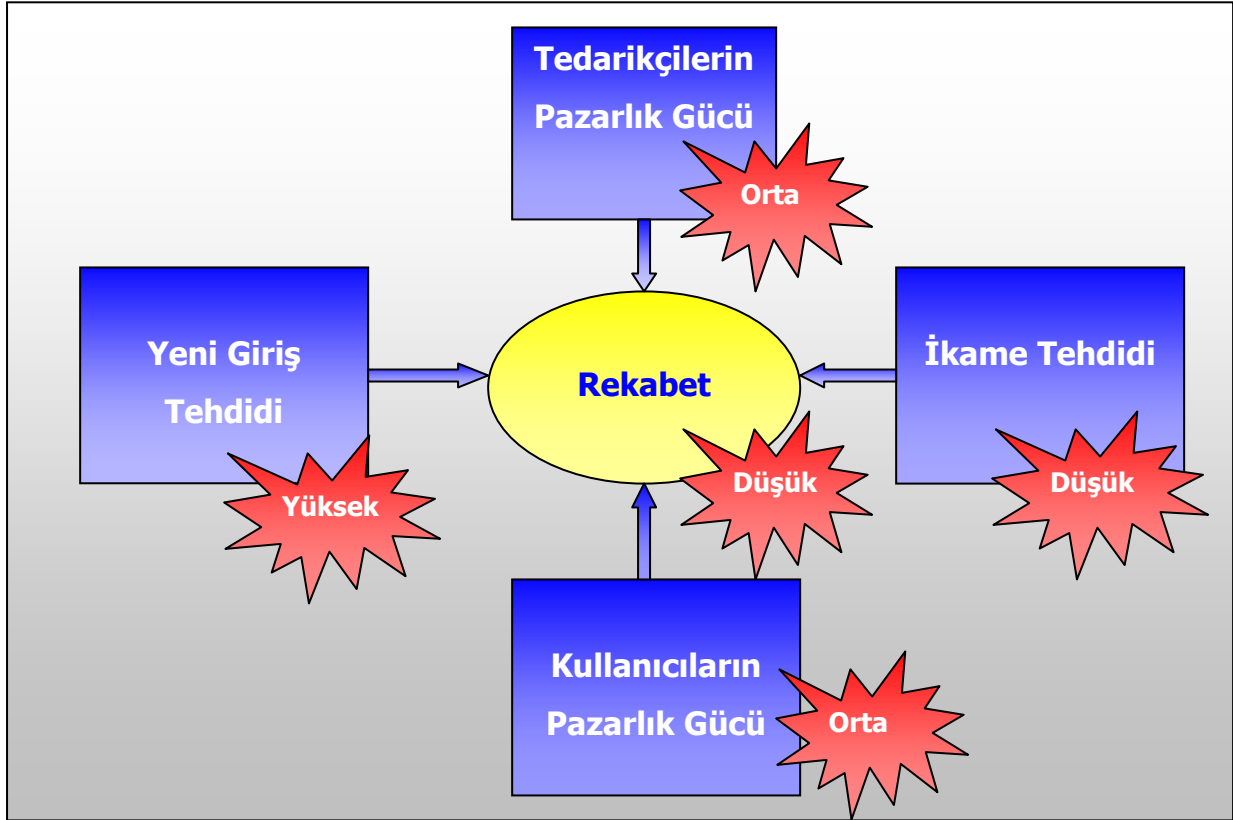 Tedarikçilerin
Pazarlık Gücü
Orta
Yeni Giriş
Tehdidi
Yüksek
Rekabet
Düşük
İkame Tehdidi
Düşük
Kullanıcıların
Pazarlık Gücü
Orta